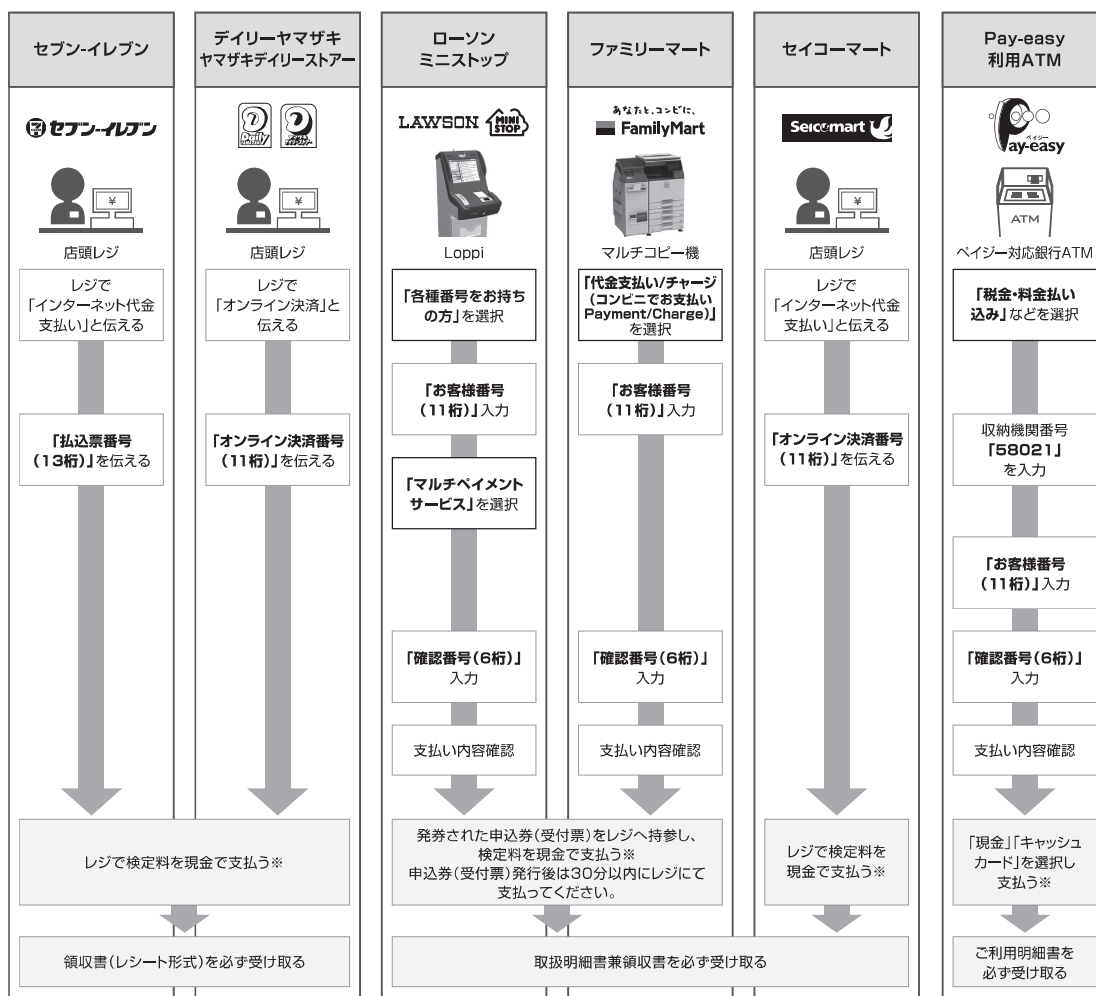 セブン-イレブン
デイリーヤマザキ
ヤマザキデイリーストアー
ローソン
ミニストップ
ファミリーマート
セイコーマート
Pay-easy
利用ATM
セブン-イレブン
Daily
LAWSON
MINI
STOP
あなたと、コンビに、
FamilyMart
Seicomart
ペイジー
Pay-easy
¥
¥
¥
ATM
店頭レジ
店頭レジ
Loppi
マルチコピー機
店頭レジ
ペイジー対応銀行ATM
レジで
「インターネット代金
支払い」と伝える
レジで
「オンライン決済」と
伝える
「各種番号をお持ち
の方」を選択
「代金支払い/チャージ
(コンビニでお支払い
Payment/Charge)」
を選択
レジで
「インターネット代金
支払い」と伝える
「税金・料金払い
込み」などを選択
「お客様番号
(11桁)」入力
「お客様番号
(11桁)」入力
「払込票番号
(13桁)」を伝える
「オンライン決済番号
(11桁)」を伝える
「マルチペイメント
サービス」を選択
「オンライン決済番号
(11桁)」を伝える
収納機関番号
「58021」
を入力
「お客様番号
(11桁)」入力
「確認番号(6桁)」
入力
「確認番号(6桁)」
入力
「確認番号(6桁)」
入力
支払い内容確認
支払い内容確認
支払い内容確認
レジで検定料を現金で支払う※
発券された申込券(受付票)をレジへ持参し、
検定料を現金で支払う※
申込券(受付票)発行後は30分以内にレジにて
支払ってください。
レジで検定料を
現金で支払う※
「現金」「キャッシュ
カード」を選択し
支払う※
領収書(レシート形式)を必ず受け取る
取扱明細書兼領収書を必ず受け取る
ご利用明細書を
必ず受け取る